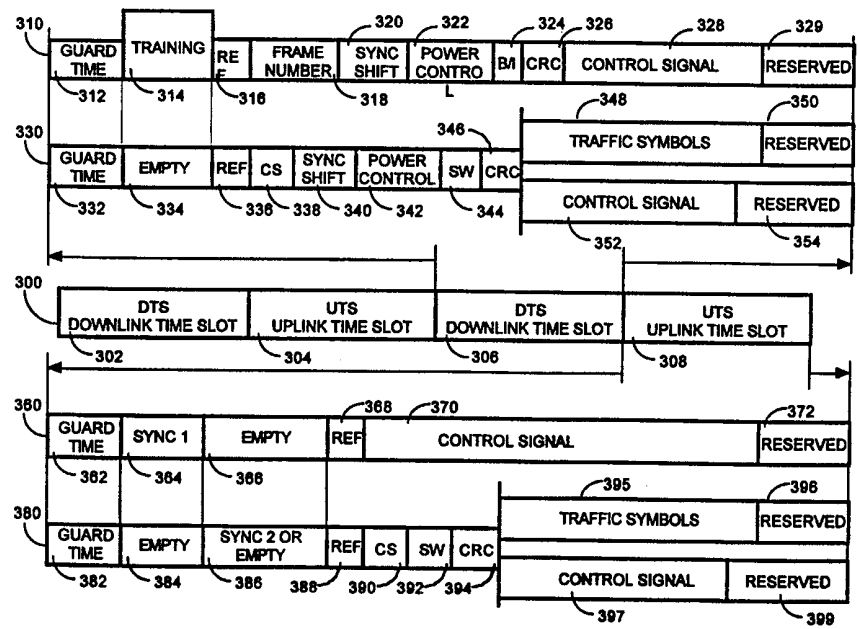 310
GUARD TIME
TRAINING
RE F
FRAME NUMBER
SYNC SHIFT
POWER CONTRO L
B/I
CRC
CONTROL SIGNAL
RESERVED
312
314
316
318
320
322
324
326
328
329
330
GUARD TIME
EMPTY
REF
CS
SYNC SHIFT
POWER CONTROL
SW
CRC
TRAFFIC SYMBOLS
RESERVED
CONTROL SIGNAL
RESERVED
332
334
336
338
340
342
344
346
348
350
352
354
300
DTS DOWNLINK TIME SLOT
UTS UPLINK TIME SLOT
DTS DOWNLINK TIME SLOT
UTS UPLINK TIME SLOT
302
304
306
308
360
GUARD TIME
SYNC 1
EMPTY
REF
CONTROL SIGNAL
RESERVED
362
364
366
368
370
372
380
GUARD TIME
EMPTY
SYNC 2 OR EMPTY
REF
CS
SW
CRC
TRAFFIC SYMBOLS
RESERVED
CONTROL SIGNAL
RESERVED
382
384
386
388
390
392
394
395
396
397
399